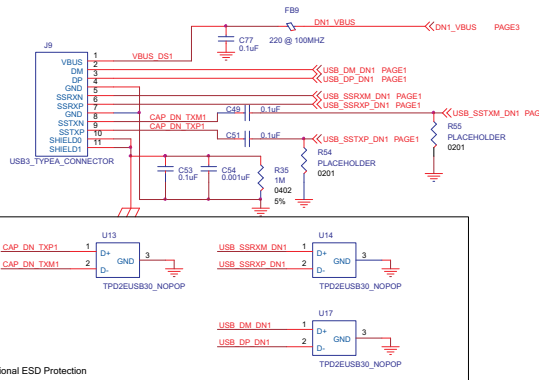 FB9
DN1_VBUS
DN1_VBUS PAGE3
C77
0.1uF
220 @ 100MHZ
J9
VBUS_DS1
VBUS 1
DM 2
DP 3
GND 4
SSRXN 5
SSRXP 6
GND 7
SSTXN 8
SSTXP 9
SHIELD0 10
SHIELD1 11
USB3_TYPEA_CONNECTOR
USB_DM_DN1 PAGE1
USB_DP_DN1 PAGE1
USB_SSRXM_DN1 PAGE1
USB_SSRXP_DN1 PAGE1
CAP_DN_TXM1
C49
0.1uF
USB_SSTXM_DN1 PAG
CAP_DN_TXP1
C51
0.1uF
USB_SSTXP_DN1 PAGE1
R55
PLACEHOLDER
0201
R54
PLACEHOLDER
0201
C53
0.1uF
C54
0.001uF
R35
1M
0402
5%
U13
CAP_DN_TXP1 1 D+
CAP_DN_TXM1 2 D-
GND 3
TPD2EUSB30_NOPOP
U14
USB_SSRXM_DN1 1 D+
USB_SSRXP_DN1 2 D-
GND 3
TPD2EUSB30_NOPOP
U17
USB_DM_DN1 1 D+
USB_DP_DN1 2 D-
GND 3
TPD2EUSB30_NOPOP
ional ESD Protection